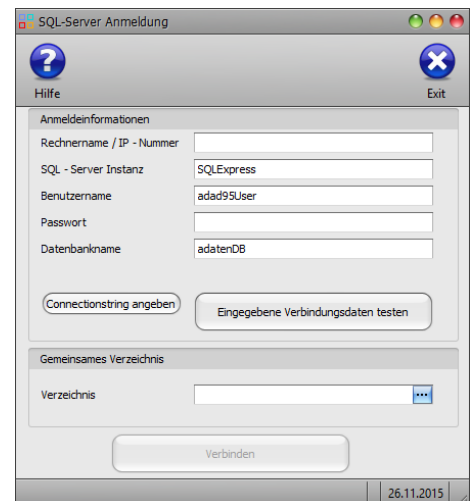 SQL-Server Anmeldung
Hilfe
Exit
Anmeldeinformationen
Rechnername / IP - Nummer
SQL - Server Instanz
SQLExpress
Benutzername
adad95User
Passwort
Datenbankname
adatenDB
Connectionstring angeben
Eingegebene Verbindungsdaten testen
Gemeinsames Verzeichnis
Verzeichnis
...
Verbinden
26.11.2015